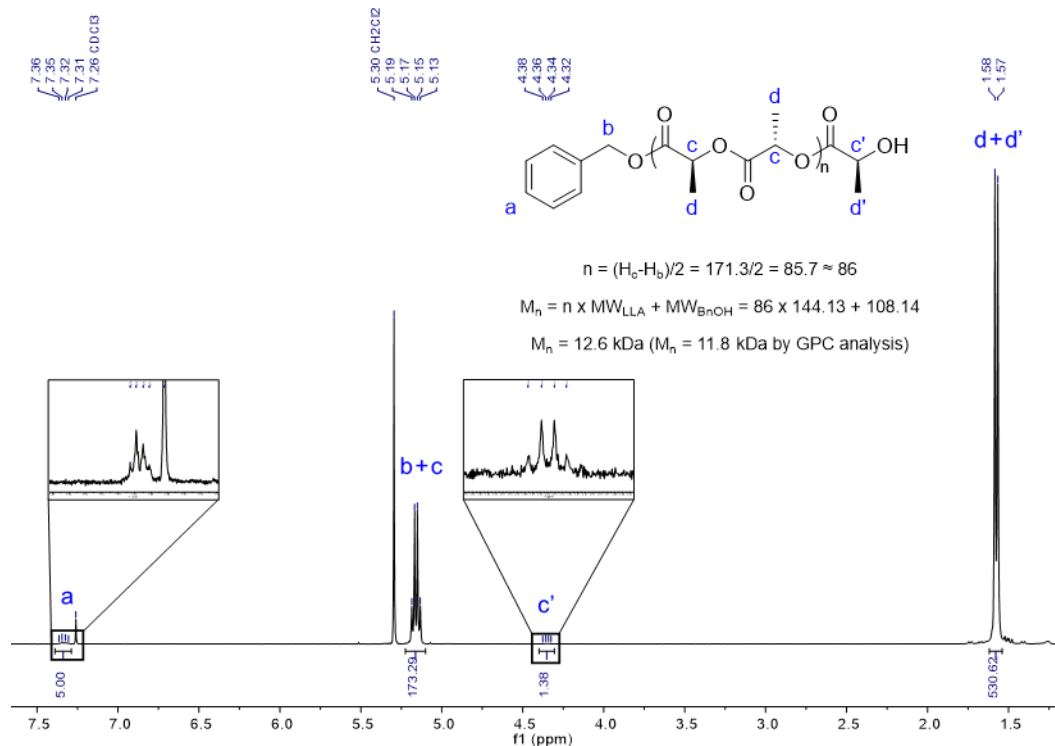 7.36
7.35
7.32
7.31
7.26 CDCl3
5.30 CH2Cl2
5.19
5.17
5.15
5.13
4.38
4.36
4.34
4.32
1.58
1.57
d
d+d'
b
O
O
c
O
c'
OH
O
(
c
O
)n
a
d
O
d'
n = (Hc-Hb)/2 = 171.3/2 = 85.7 ≈ 86
Mn = n x MWLLA + MWBnOH = 86 x 144.13 + 108.14
Mn = 12.6 kDa (Mn = 11.8 kDa by GPC analysis)
b+c
a
c'
5.00
173.29
1.38
530.62
7.5
7.0
6.5
6.0
5.5
5.0
4.5
4.0
3.5
3.0
2.5
2.0
1.5
f1 (ppm)